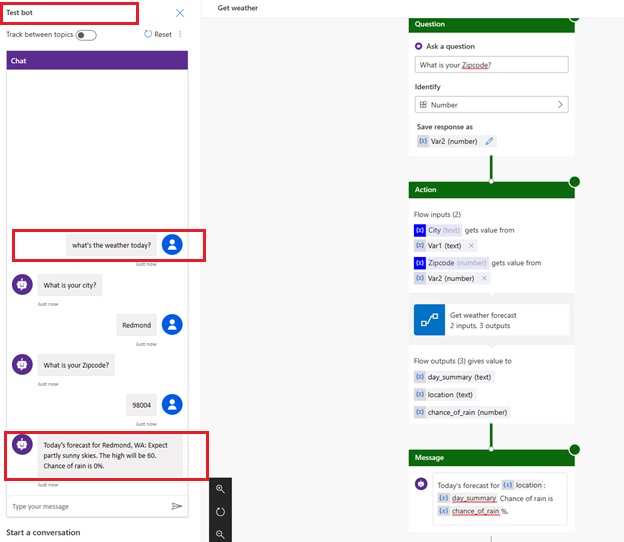 Test bot
Track between topics
Reset
Chat
what's the weather today?
Just now
What is your city?
Just now
Redmond
Just now
What is your Zipcode?
Just now
98004
Just now
Today's forecast for Redmond, WA: Expect
partly sunny skies. The high will be 60.
Chance of rain is 0%.
Just now
Type your message
Start a conversation
Get weather
Question
Ask a question
What is your Zipcode?
Identify
Number
Save response as
{x} Var2 (number)
Action
Flow inputs (2)
{x} City (text) gets value from
{x} Var1 (text)
{x} Zipcode (number) gets value from
{x} Var2 (number)
Get weather forecast
2 inputs, 3 outputs
Flow outputs (3) gives value to
{x} day_summary (text)
{x} location (text)
{x} chance_of_rain (number)
Message
Today's forecast for {x} location :
{x} day_summary Chance of rain is
{x} chance_of_rain %.